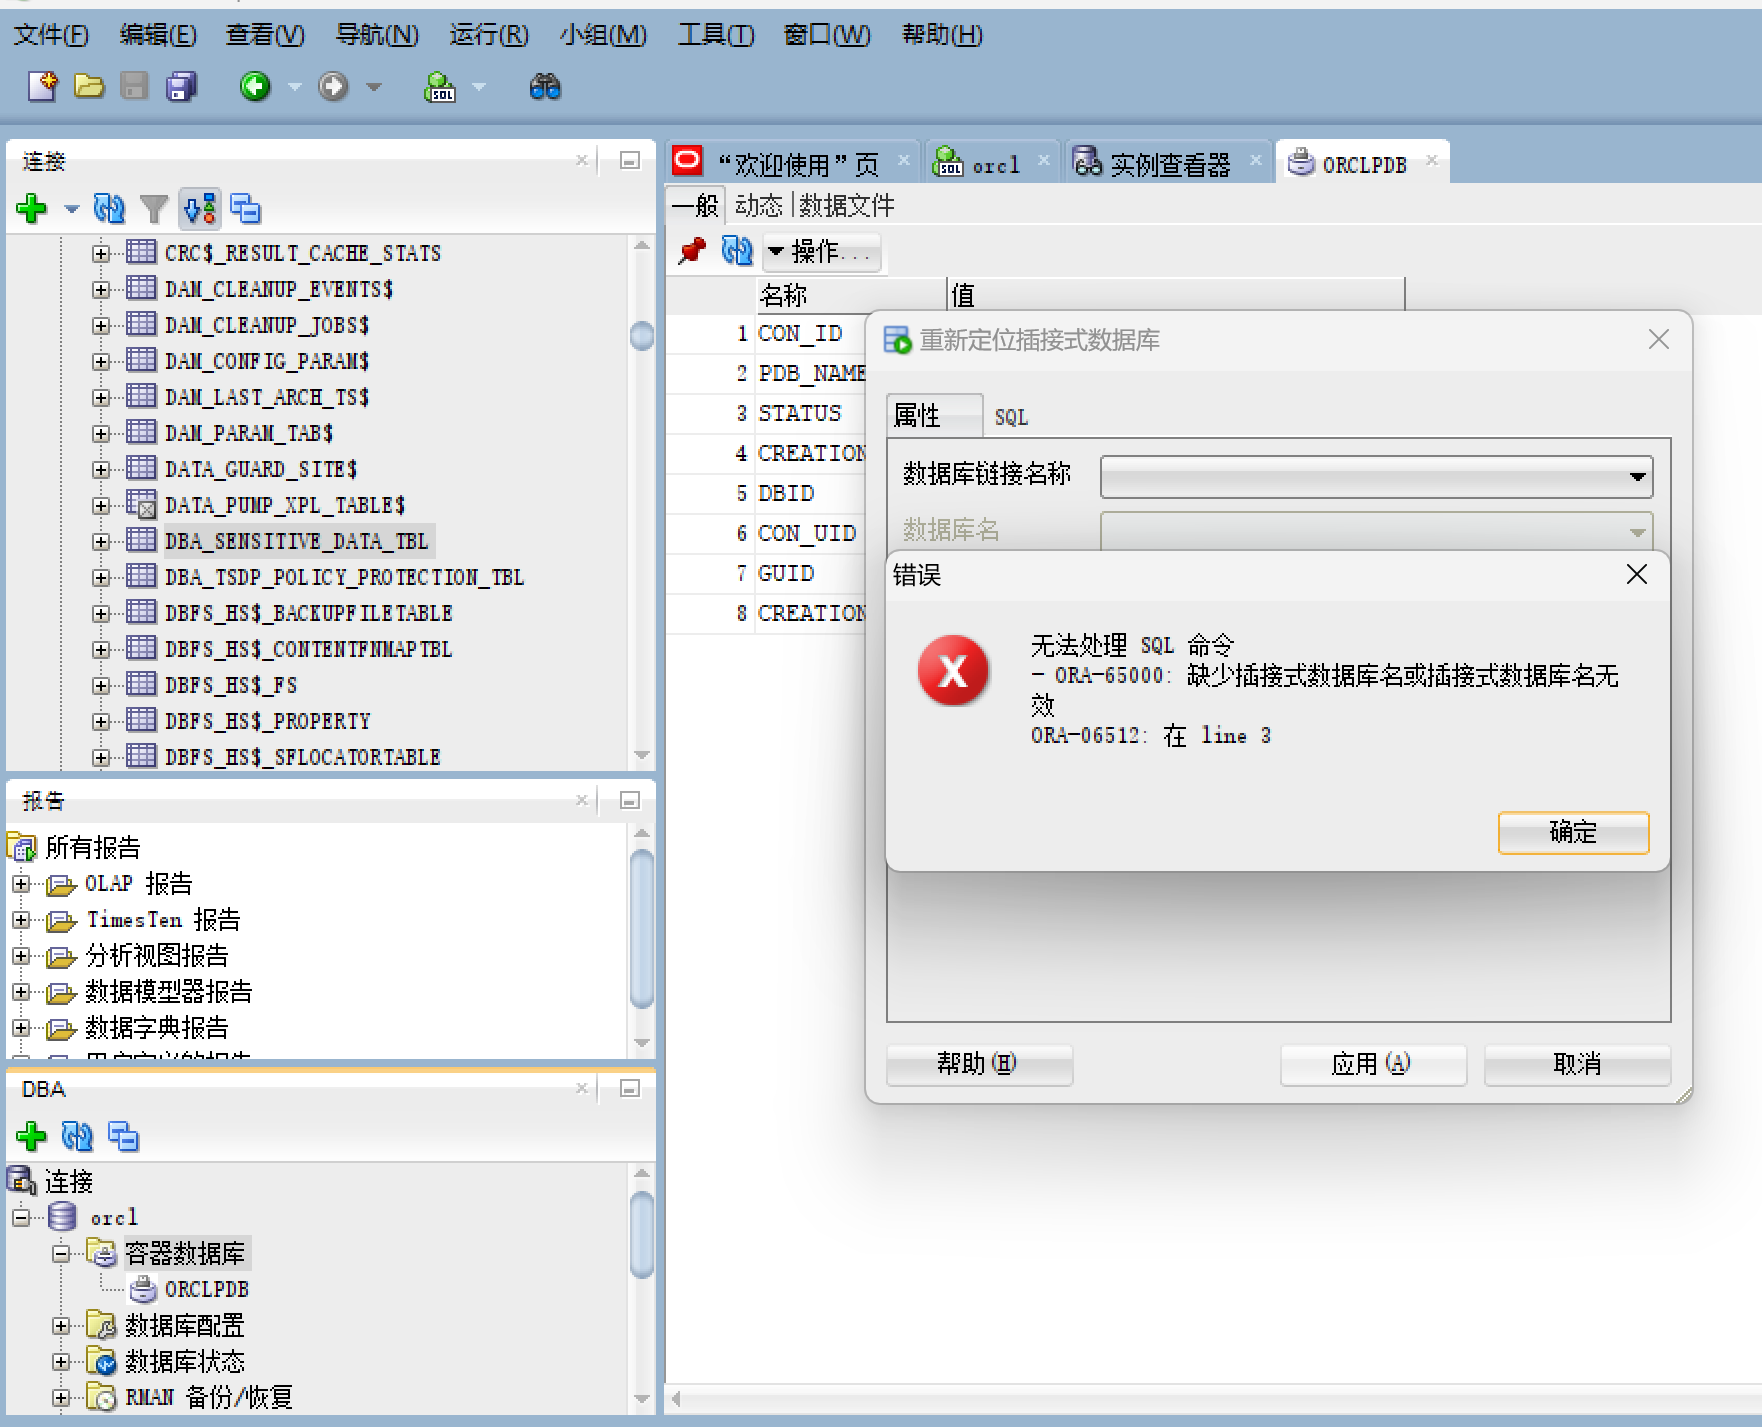 文件(F) 编辑(E) 查看(V) 导航(N) 运行(R) 小组(M) 工具(T) 窗口(W) 帮助(H)
连接
CRC$_RESULT_CACHE_STATS
DAM_CLEANUP_EVENTS$
DAM_CLEANUP_JOBS$
DAM_CONFIG_PARAM$
DAM_LAST_ARCH_TS$
DAM_PARAM_TAB$
DATA_GUARD_SITE$
DATA_PUMP_XPL_TABLE$
DBA_SENSITIVE_DATA_TBL
DBA_TSDP_POLICY_PROTECTION_TBL
DBFS_HS$_BACKUPFILETABLE
DBFS_HS$_CONTENTFNMAPTBL
DBFS_HS$_FS
DBFS_HS$_PROPERTY
DBFS_HS$_SFLOCATORTABLE
报告
所有报告
OLAP 报告
TimesTen 报告
分析视图报告
数据模型器报告
数据字典报告
DBA
连接
orcl
容器数据库
ORCLPDB
数据库配置
数据库状态
RMAN 备份/恢复
“欢迎使用”页 orcl 实例查看器 ORCLPDB
一般 动态 数据文件
操作...
名称 值
1 CON_ID
2 PDB_NAME
3 STATUS
4 CREATION
5 DBID
6 CON_UID
7 GUID
8 CREATION
重新定位插接式数据库
属性 SQL
数据库链接名称
数据库名
错误
无法处理 SQL 命令
- ORA-65000: 缺少插接式数据库名或插接式数据库名无
效
ORA-06512: 在 line 3
确定
帮助(H) 应用(A) 取消